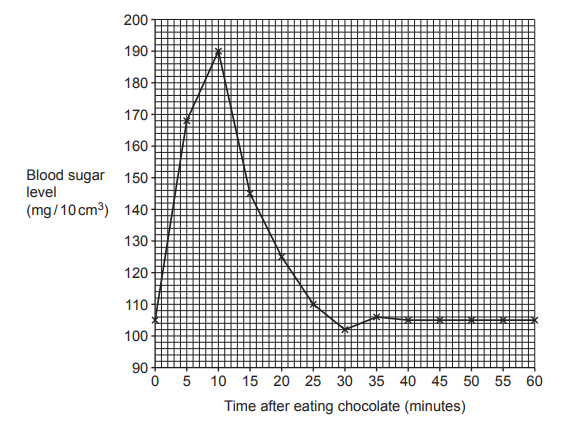 200
190
180
170
160
150
140
130
120
110
100
90
Blood sugar
level
(mg / 10 cm³)
0 5 10 15 20 25 30 35 40 45 50 55 60
Time after eating chocolate (minutes)